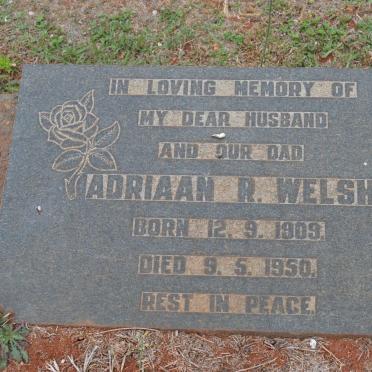 IN LOVING MEMORY OF
MY DEAR HUSBAND
AND OUR DAD
ADRIAAN R. WELSH
BORN 12.9.1909.
DIED 9.5.1950.
REST IN PEACE.